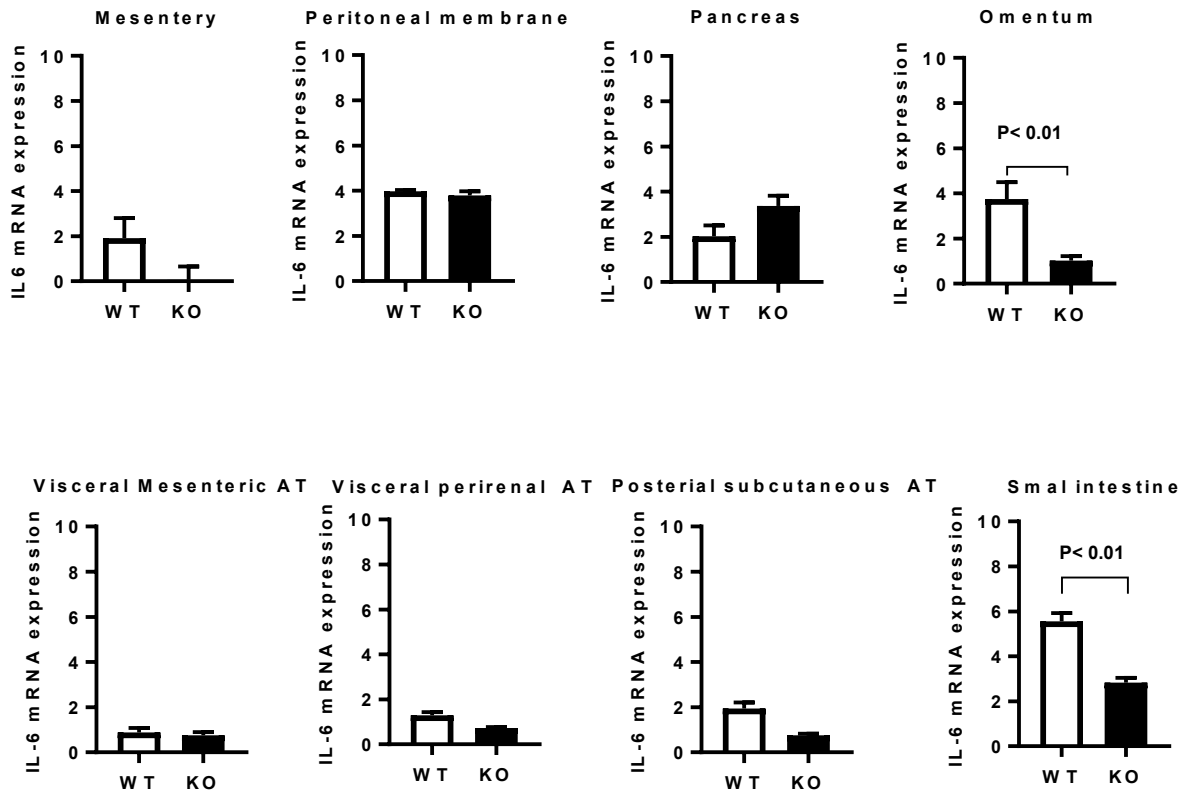 Mesentery
IL6 mRNA expression
10
8
6
4
2
0
WT KO
Peritoneal membrane
IL-6 mRNA expression
10
8
6
4
2
0
WT KO
Pancreas
IL-6 mRNA expression
10
8
6
4
2
0
WT KO
Omentum
IL-6 mRNA expression
10
8
6
4
2
0
P< 0.01
WT KO
Visceral Mesenteric AT
IL-6 mRNA expression
10
8
6
4
2
0
WT KO
Visceral perirenal AT
IL-6 mRNA expression
10
8
6
4
2
0
WT KO
Posterial subcutaneous AT
IL-6 mRNA expression
10
8
6
4
2
0
WT KO
Smal intestine
IL-6 mRNA expression
10
8
6
4
2
0
P< 0.01
WT KO